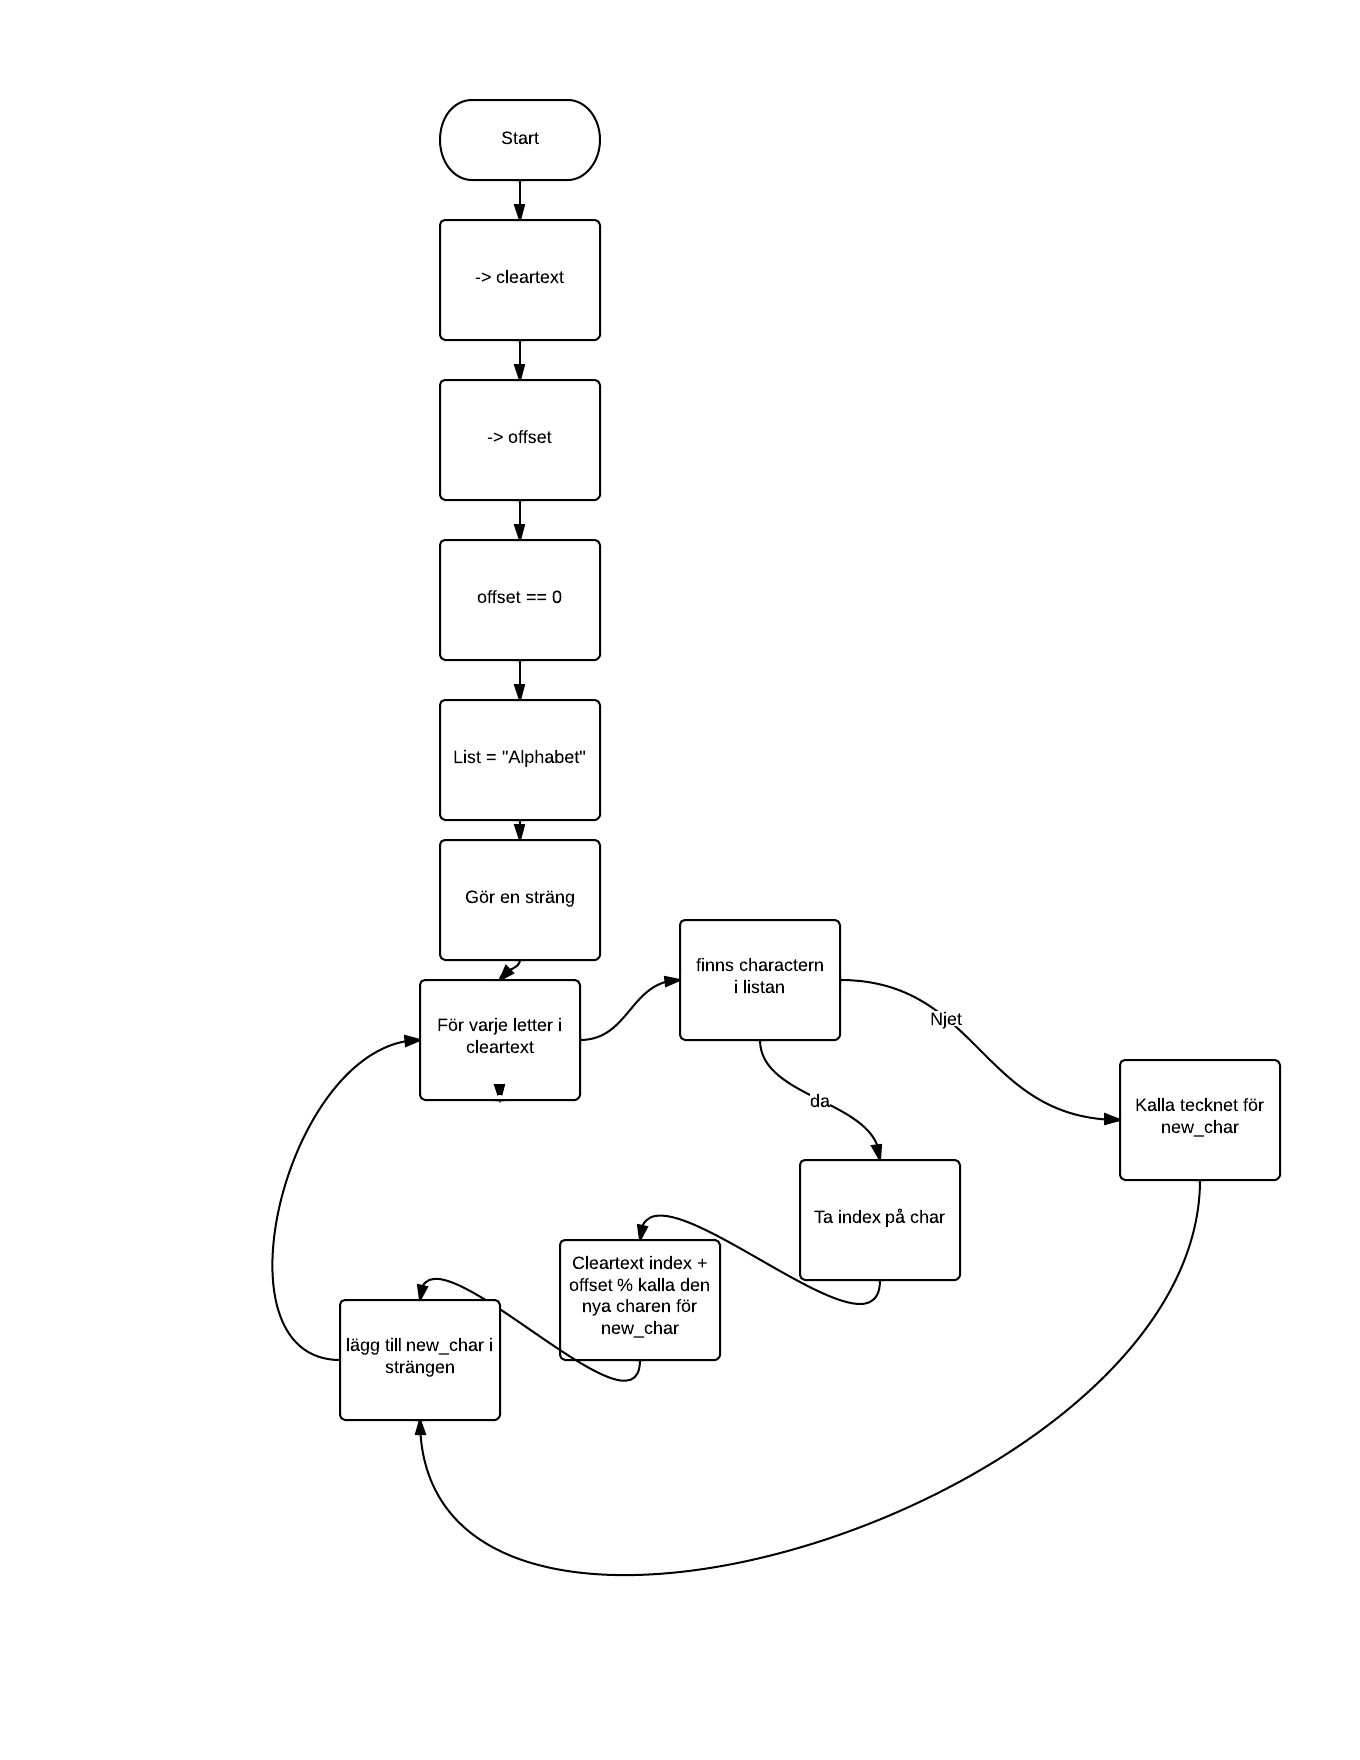 Start
-> cleartext
-> offset
offset == 0
List = "Alphabet"
Gör en sträng
För varje letter i
cleartext
finns charactern
i listan
Njet
da
Kalla tecknet för
new_char
Ta index på char
Cleartext index +
offset % kalla den
nya charen för
new_char
lägg till new_char i
strängen